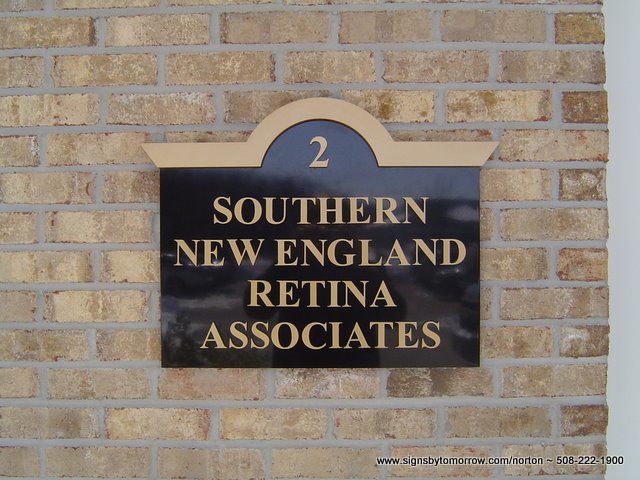 2
SOUTHERN
NEW ENGLAND
RETINA
ASSOCIATES
www.signsbytomorrow.com/norton ~ 508-222-1900